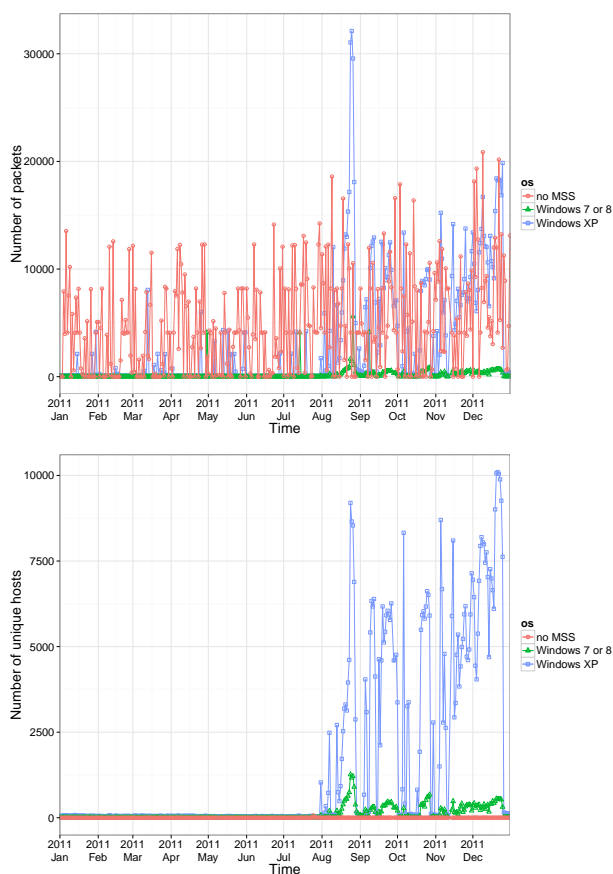 Number of packets
30000
20000
10000
0
2011 2011 2011 2011 2011 2011 2011 2011 2011 2011 2011 2011
Jan Feb Mar Apr May Jun Jul Aug Sep Oct Nov Dec
Time
os
no MSS
Windows 7 or 8
Windows XP
Number of unique hosts
10000
7500
5000
2500
0
2011 2011 2011 2011 2011 2011 2011 2011 2011 2011 2011 2011
Jan Feb Mar Apr May Jun Jul Aug Sep Oct Nov Dec
Time
os
no MSS
Windows 7 or 8
Windows XP